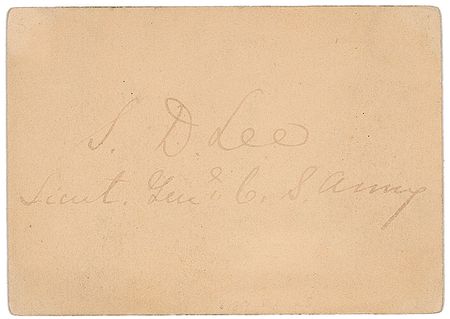 S. D. Lee
Lieut. Genl. C. S. Army